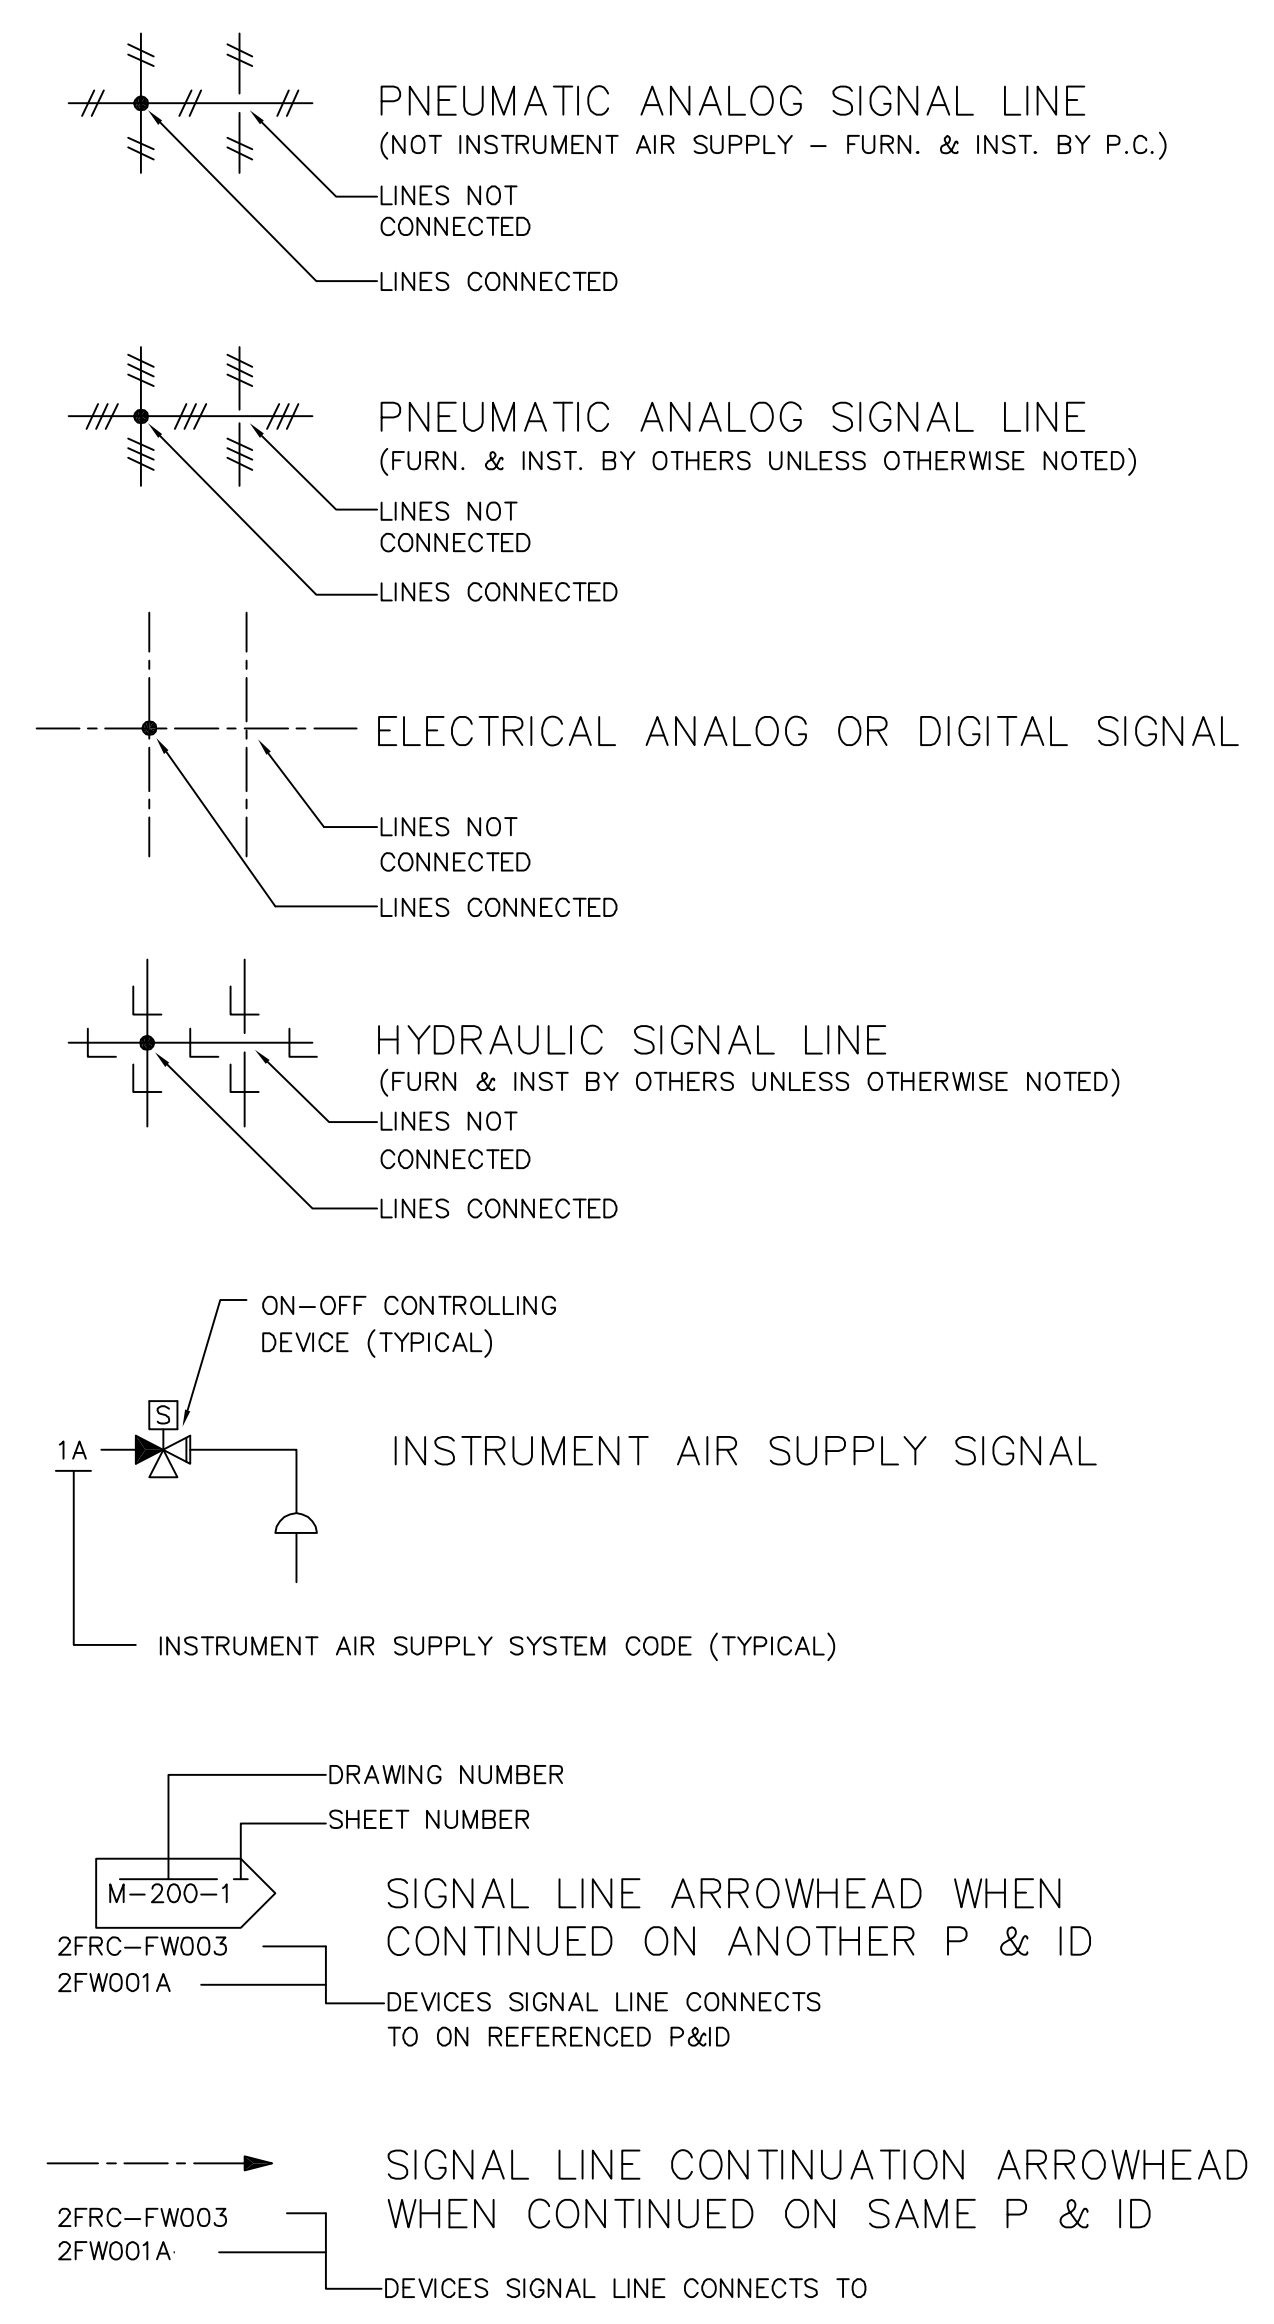 PNEUMATIC ANALOG SIGNAL LINE
(NOT INSTRUMENT AIR SUPPLY – FURN. & INST. BY P.C.)
LINES NOT
CONNECTED
LINES CONNECTED
PNEUMATIC ANALOG SIGNAL LINE
(FURN. & INST. BY OTHERS UNLESS OTHERWISE NOTED)
LINES NOT
CONNECTED
LINES CONNECTED
ELECTRICAL ANALOG OR DIGITAL SIGNAL
LINES NOT
CONNECTED
LINES CONNECTED
HYDRAULIC SIGNAL LINE
(FURN & INST BY OTHERS UNLESS OTHERWISE NOTED)
LINES NOT
CONNECTED
LINES CONNECTED
ON-OFF CONTROLLING
DEVICE (TYPICAL)
S
1A
INSTRUMENT AIR SUPPLY SIGNAL
INSTRUMENT AIR SUPPLY SYSTEM CODE (TYPICAL)
DRAWING NUMBER
SHEET NUMBER
M-200-1
SIGNAL LINE ARROWHEAD WHEN
CONTINUED ON ANOTHER P & ID
2FRC-FW003
2FW001A
DEVICES SIGNAL LINE CONNECTS
TO ON REFERENCED P&ID
SIGNAL LINE CONTINUATION ARROWHEAD
WHEN CONTINUED ON SAME P & ID
2FRC-FW003
2FW001A
DEVICES SIGNAL LINE CONNECTS TO